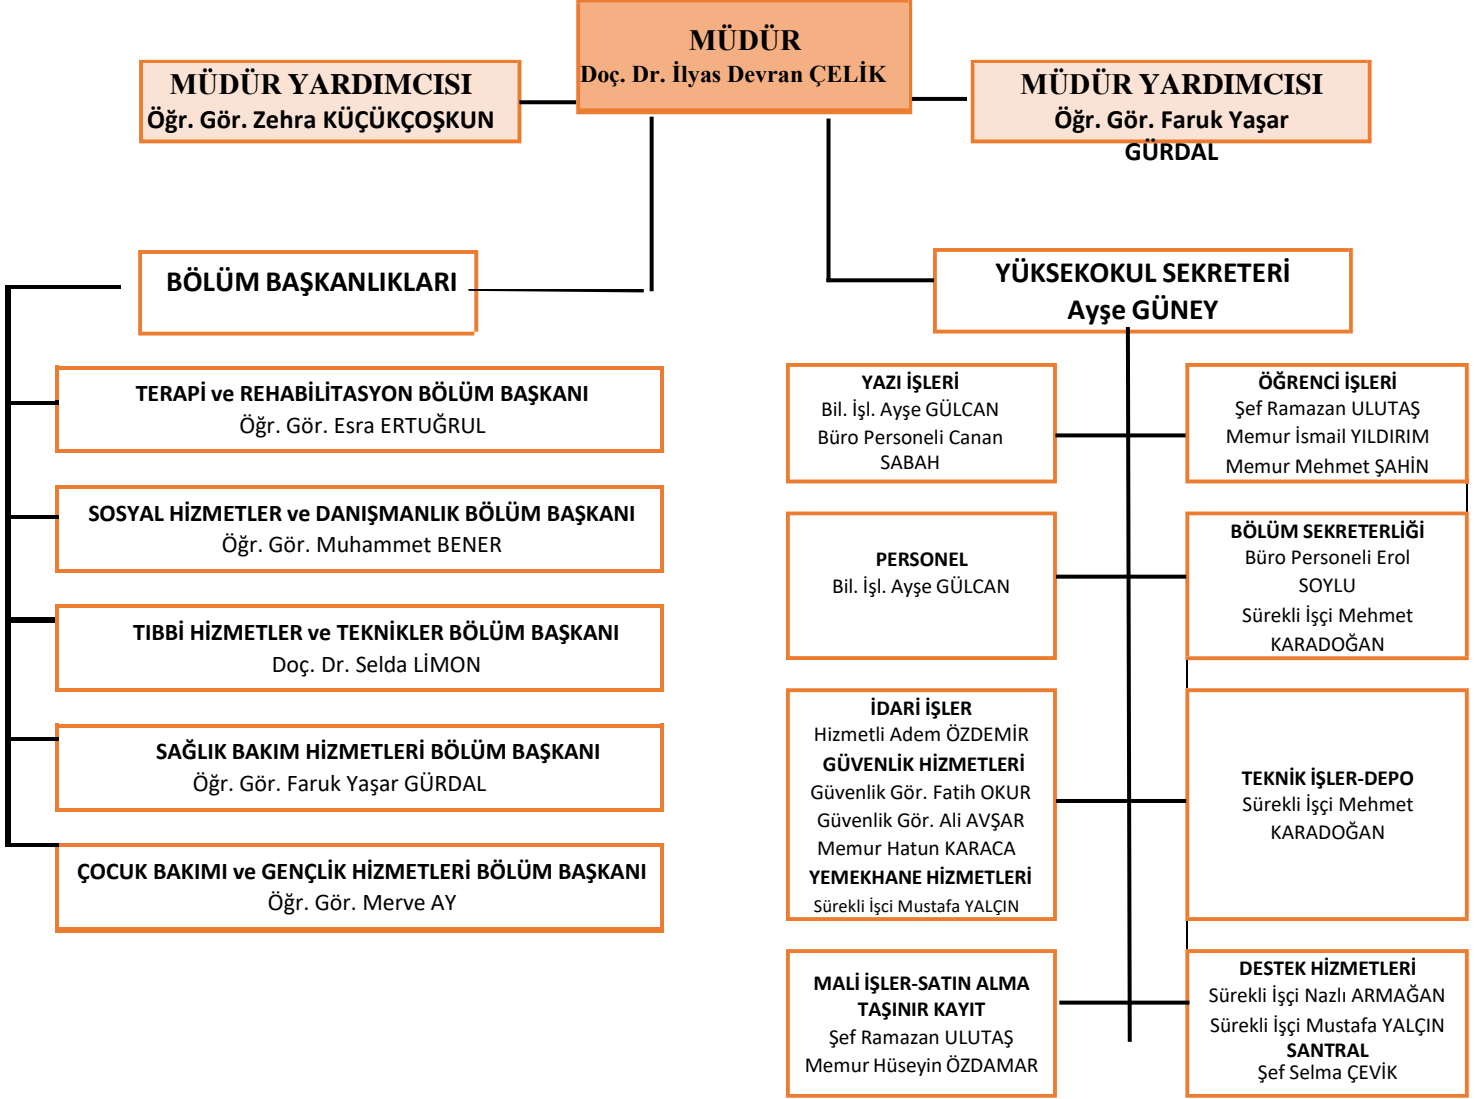 MÜDÜR
Doç. Dr. İlyas Devran ÇELİK
MÜDÜR YARDIMCISI
Öğr. Gör. Zehra KÜÇÜKÇOŞKUN
MÜDÜR YARDIMCISI
Öğr. Gör. Faruk Yaşar
GÜRDAL
BÖLÜM BAŞKANLIKLARI
TERAPİ ve REHABİLİTASYON BÖLÜM BAŞKANI
Öğr. Gör. Esra ERTUĞRUL
SOSYAL HİZMETLER ve DANIŞMANLIK BÖLÜM BAŞKANI
Öğr. Gör. Muhammet BENER
TIBBİ HİZMETLER ve TEKNİKLER BÖLÜM BAŞKANI
Doç. Dr. Selda LİMON
SAĞLIK BAKIM HİZMETLERİ BÖLÜM BAŞKANI
Öğr. Gör. Faruk Yaşar GÜRDAL
ÇOCUK BAKIMI ve GENÇLİK HİZMETLERİ BÖLÜM BAŞKANI
Öğr. Gör. Merve AY
YÜKSEKOKUL SEKRETERİ
Ayşe GÜNEY
YAZI İŞLERİ
Bil. İşl. Ayşe GÜLCAN
Büro Personeli Canan
SABAH
ÖĞRENCİ İŞLERİ
Şef Ramazan ULUTAŞ
Memur İsmail YILDIRIM
Memur Mehmet ŞAHİN
PERSONEL
Bil. İşl. Ayşe GÜLCAN
BÖLÜM SEKRETERLİĞİ
Büro Personeli Erol
SOYLU
Sürekli İşçi Mehmet
KARADOĞAN
İDARİ İŞLER
Hizmetli Adem ÖZDEMİR
GÜVENLİK HİZMETLERİ
Güvenlik Gör. Fatih OKUR
Güvenlik Gör. Ali AVŞAR
Memur Hatun KARACA
YEMEKHANE HİZMETLERİ
Sürekli İşci Mustafa YALÇIN
TEKNİK İŞLER-DEPO
Sürekli İşçi Mehmet
KARADOĞAN
MALİ İŞLER-SATIN ALMA
TAŞINIR KAYIT
Şef Ramazan ULUTAŞ
Memur Hüseyin ÖZDAMAR
DESTEK HİZMETLERİ
Sürekli İşçi Nazlı ARMAĞAN
Sürekli İşçi Mustafa YALÇIN
SANTRAL
Şef Selma ÇEVİK